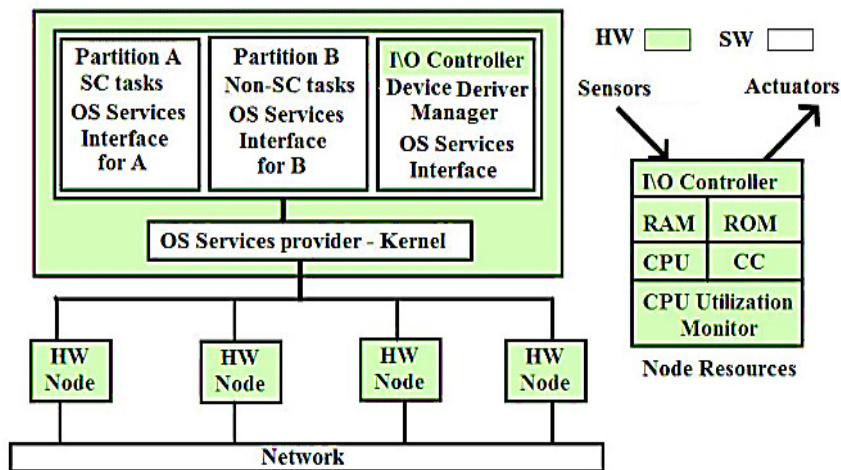 HW
SW
Partition A
SC tasks
OS Services
Interface
for A
Partition B
Non-SC tasks
OS Services
Interface
for B
I\O Controller
Device Deriver
Manager
OS Services
Interface
OS Services provider - Kernel
HW
Node
HW
Node
HW
Node
HW
Node
Network
Sensors
Actuators
I\O Controller
RAM
ROM
CPU
CC
CPU Utilization
Monitor
Node Resources